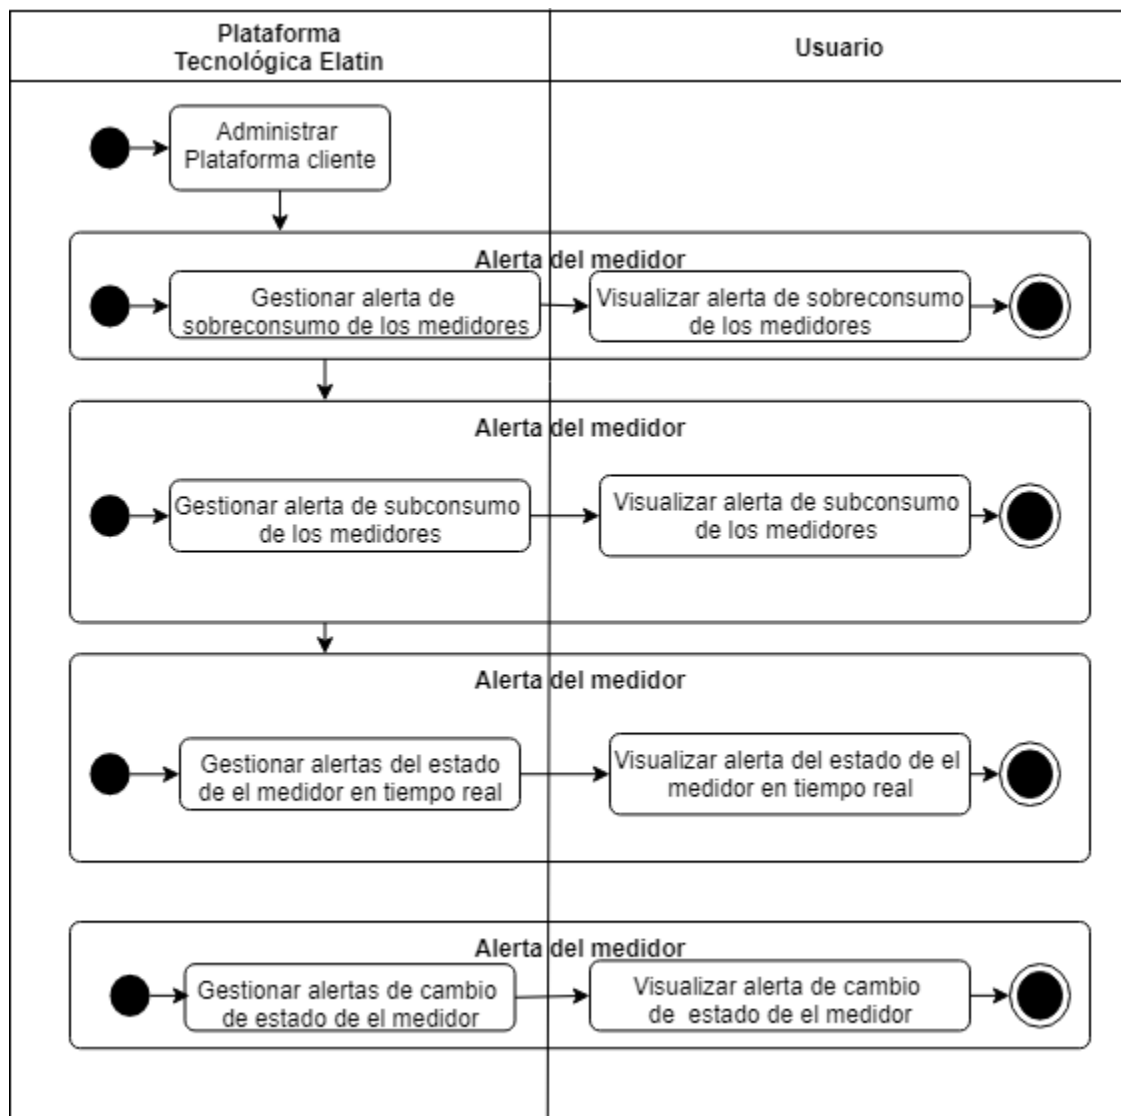 Plataforma
Tecnológica Elatin
Usuario
Administrar
Plataforma cliente
Alerta del medidor
Gestionar alerta de
sobreconsumo de los medidores
Visualizar alerta de sobreconsumo
de los medidores
Alerta del medidor
Gestionar alerta de subconsumo
de los medidores
Visualizar alerta de subconsumo
de los medidores
Alerta del medidor
Gestionar alertas del estado
de el medidor en tiempo real
Visualizar alerta del estado de el
medidor en tiempo real
Alerta del medidor
Gestionar alertas de cambio
de estado de el medidor
Visualizar alerta de cambio
de estado de el medidor